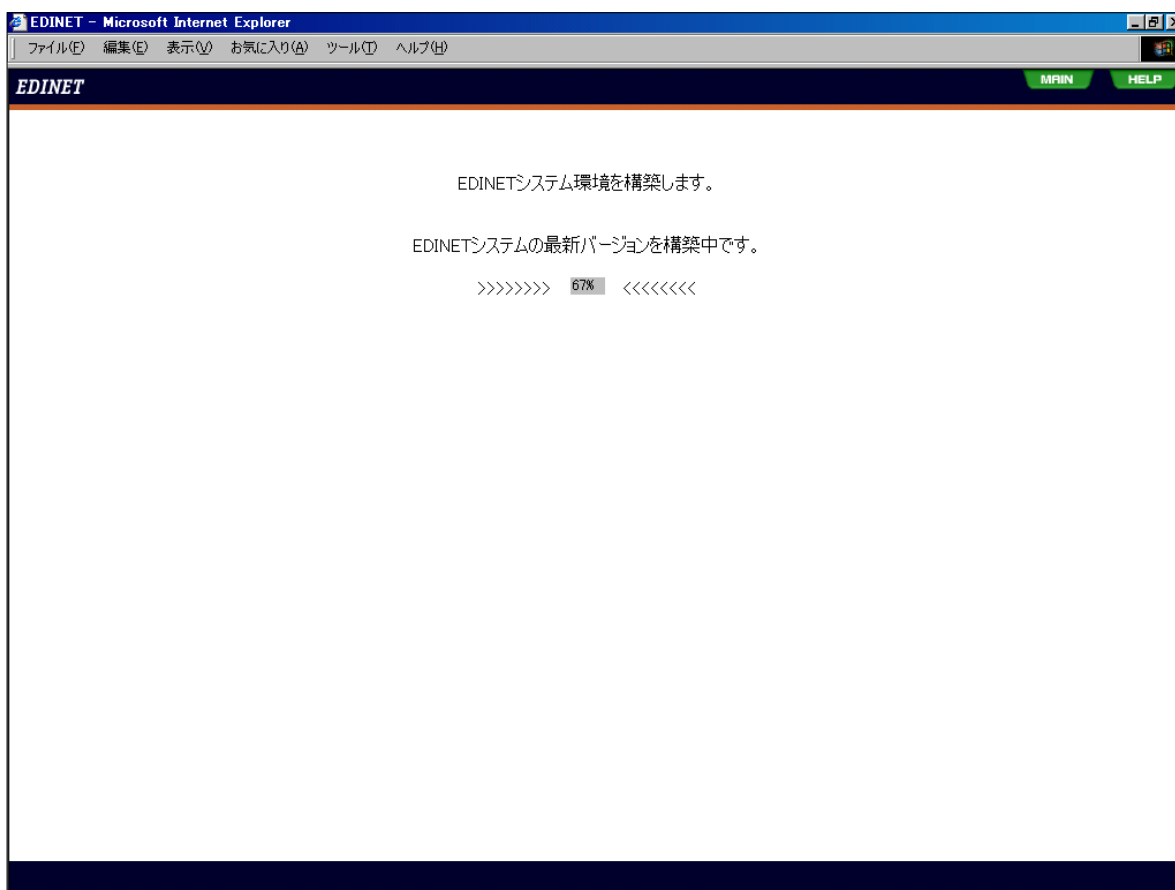 EDINET - Microsoft Internet Explorer
ファイル(F) 編集(E) 表示(V) お気に入り(A) ツール(T) ヘルプ(H)
EDINET MAIN HELP
EDINETシステム環境を構築します。
EDINETシステムの最新バージョンを構築中です。
>>>>>>>> 67% <<<<<<<<